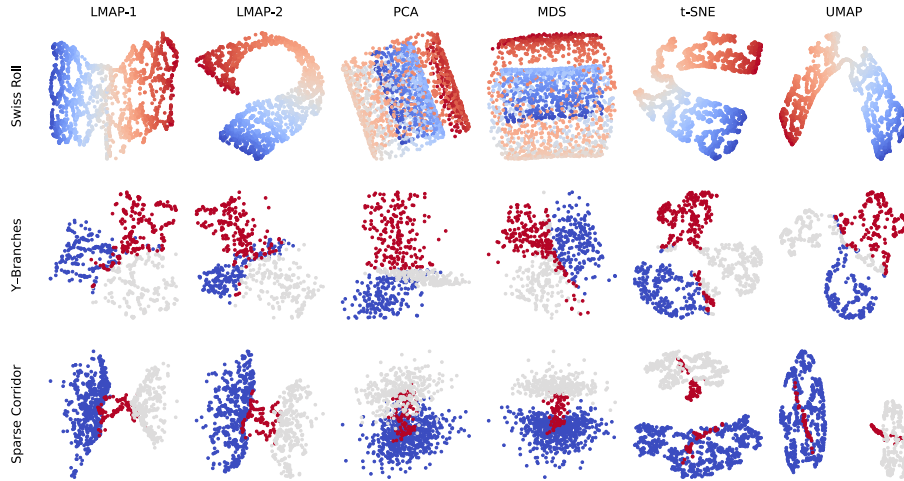 LMAP-1 LMAP-2 PCA MDS t-SNE UMAP
Swiss Roll
Y-Branches
Sparse Corridor